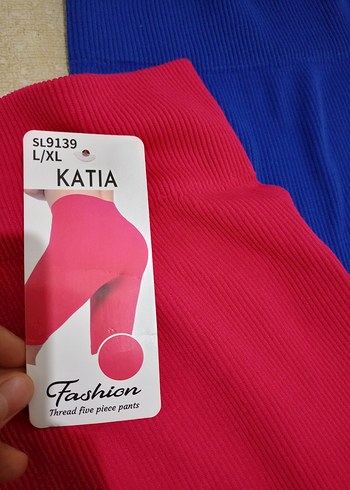 SL9139
L/XL
KATIA
Fashion
Thread five piece pants